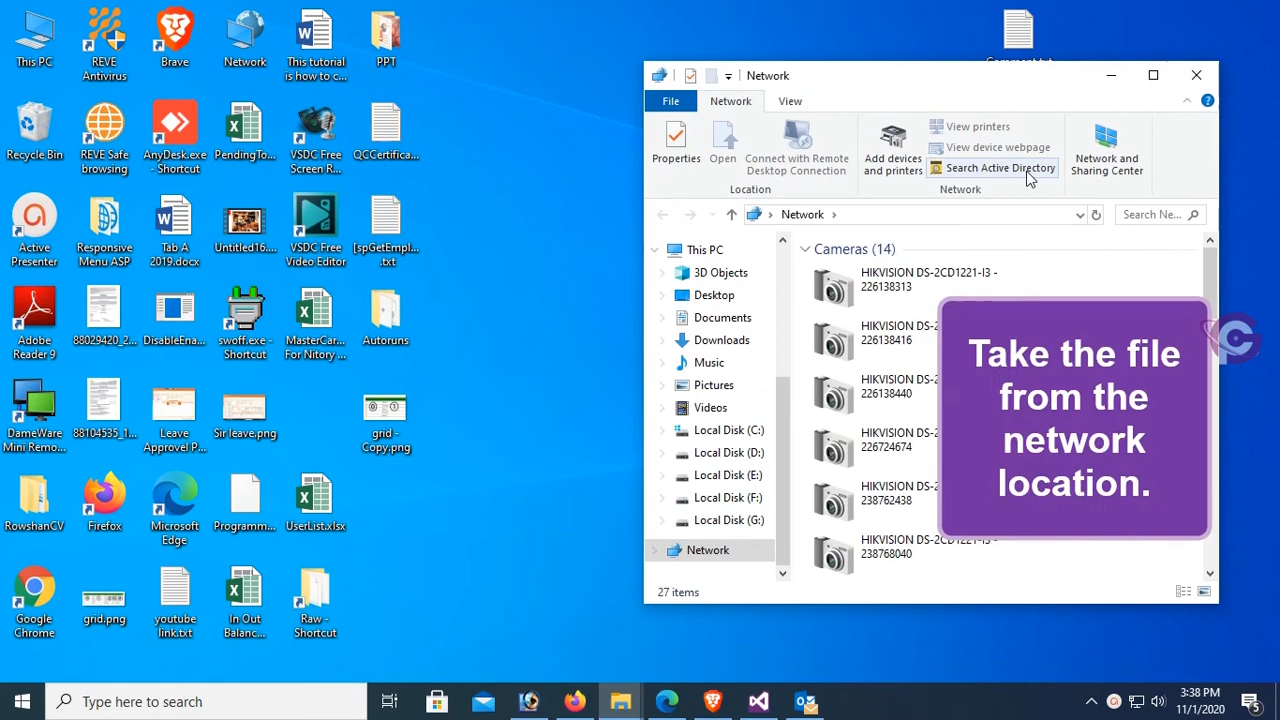 This PC
REVE
Antivirus
Brave
Network
This tutorial
is how to c...
PPT
Recycle Bin
REVE Safe
browsing
AnyDesk.exe
- Shortcut
PendingTo...
VSDC Free
Screen R...
QCCertifica...
Active
Presenter
Responsive
Menu ASP
Tab A
2019.docx
Untitled16....
VSDC Free
Video Editor
[spGetEmpl...
.txt
Adobe
Reader 9
88029420_2...
DisableEna...
swoff.exe -
Shortcut
MasterCar...
For Nitory ...
Autoruns
DameWare
Mini Remo...
88104535_1...
Leave
Approvel P...
Sir leave.png
grid -
Copy.png
RowshanCV
Firefox
Microsoft
Edge
Programm...
UserList.xlsx
Google
Chrome
grid.png
youtube
link.txt
In Out
Balanc...
Raw -
Shortcut
Comment.txt
Network
File
Network
View
Properties
Open
Connect with Remote
Desktop Connection
Location
Add devices
and printers
View printers
View device webpage
Search Active Directory
Network
Network and
Sharing Center
Network
Search Ne...
This PC
3D Objects
Desktop
Documents
Downloads
Music
Pictures
Videos
Local Disk (C:)
Local Disk (D:)
Local Disk (E:)
Local Disk (F:)
Local Disk (G:)
Network
Cameras (14)
HIKVISION DS-2CD1221-I3 -
226138313
HIKVISION DS-2
226138416
HIKVISION DS-2
226138440
HIKVISION DS-2
226724674
HIKVISION DS-2
238762438
HIKVISION DS-2CD1221-I3 -
238768040
Take the file
from the
network
location.
27 items
Type here to search
3:38 PM
11/1/2020
5